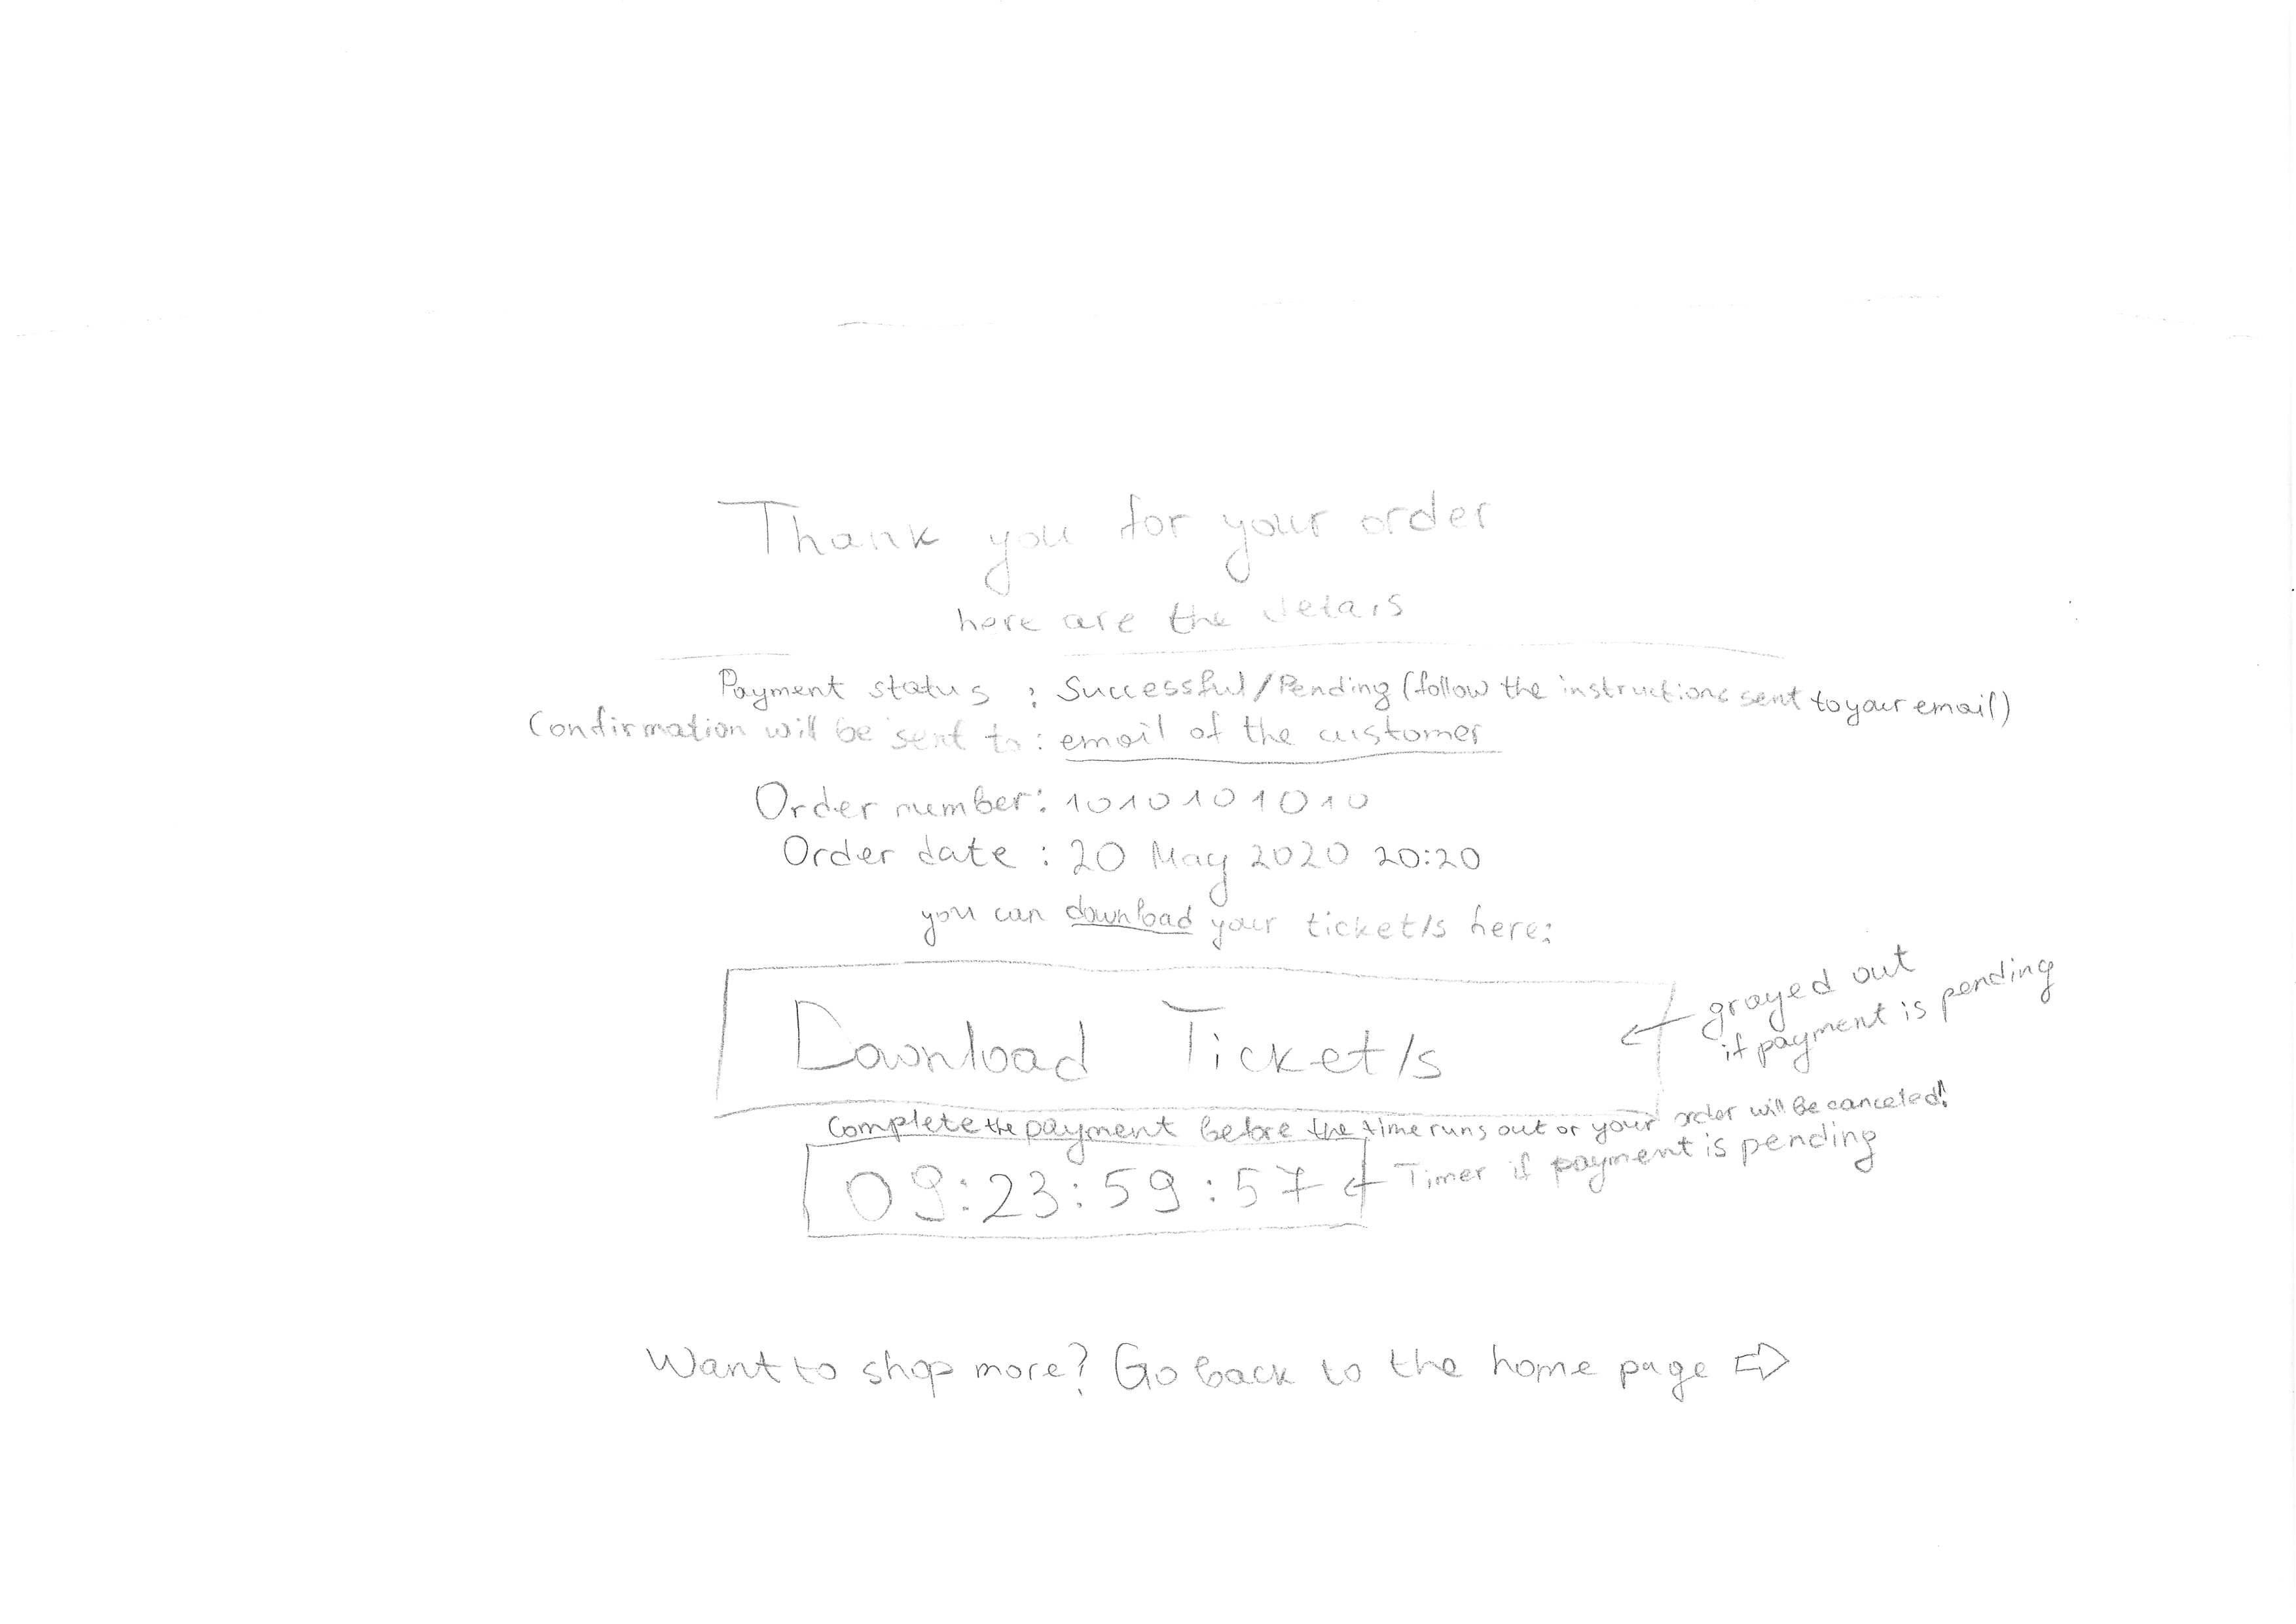 Thank you for your order
here are the detais
Payment status : Successful/Pending (follow the instructions sent to your email)
Confirmation will be sent to : email of the customer
Order number: 1010101010
Order date : 20 May 2020 20:20
you can download your ticket/s here:
Download Ticket/s
grayed out
if payment is pending
Complete the payment before the time runs out or your order will be canceled!
09:23:59:57
Timer if payment is pending
Want to shop more? Go back to the home page ⇨